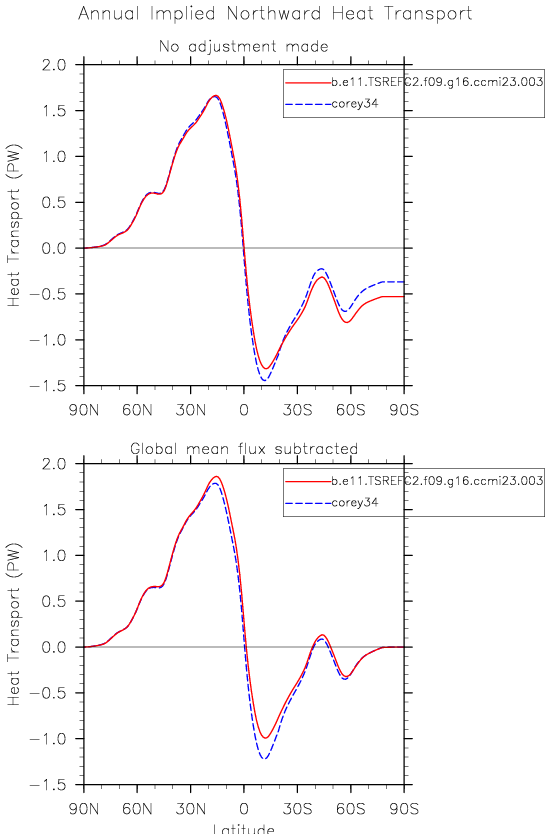 Annual Implied Northward Heat Transport
No adjustment made
b.e11.TSREFC2.f09.g16.ccmi23.003
corey34
Heat Transport (PW)
2.0
1.5
1.0
0.5
0.0
−0.5
−1.0
−1.5
90N 60N 30N 0 30S 60S 90S
Global mean flux subtracted
b.e11.TSREFC2.f09.g16.ccmi23.003
corey34
Heat Transport (PW)
2.0
1.5
1.0
0.5
0.0
−0.5
−1.0
−1.5
90N 60N 30N 0 30S 60S 90S
Latitude